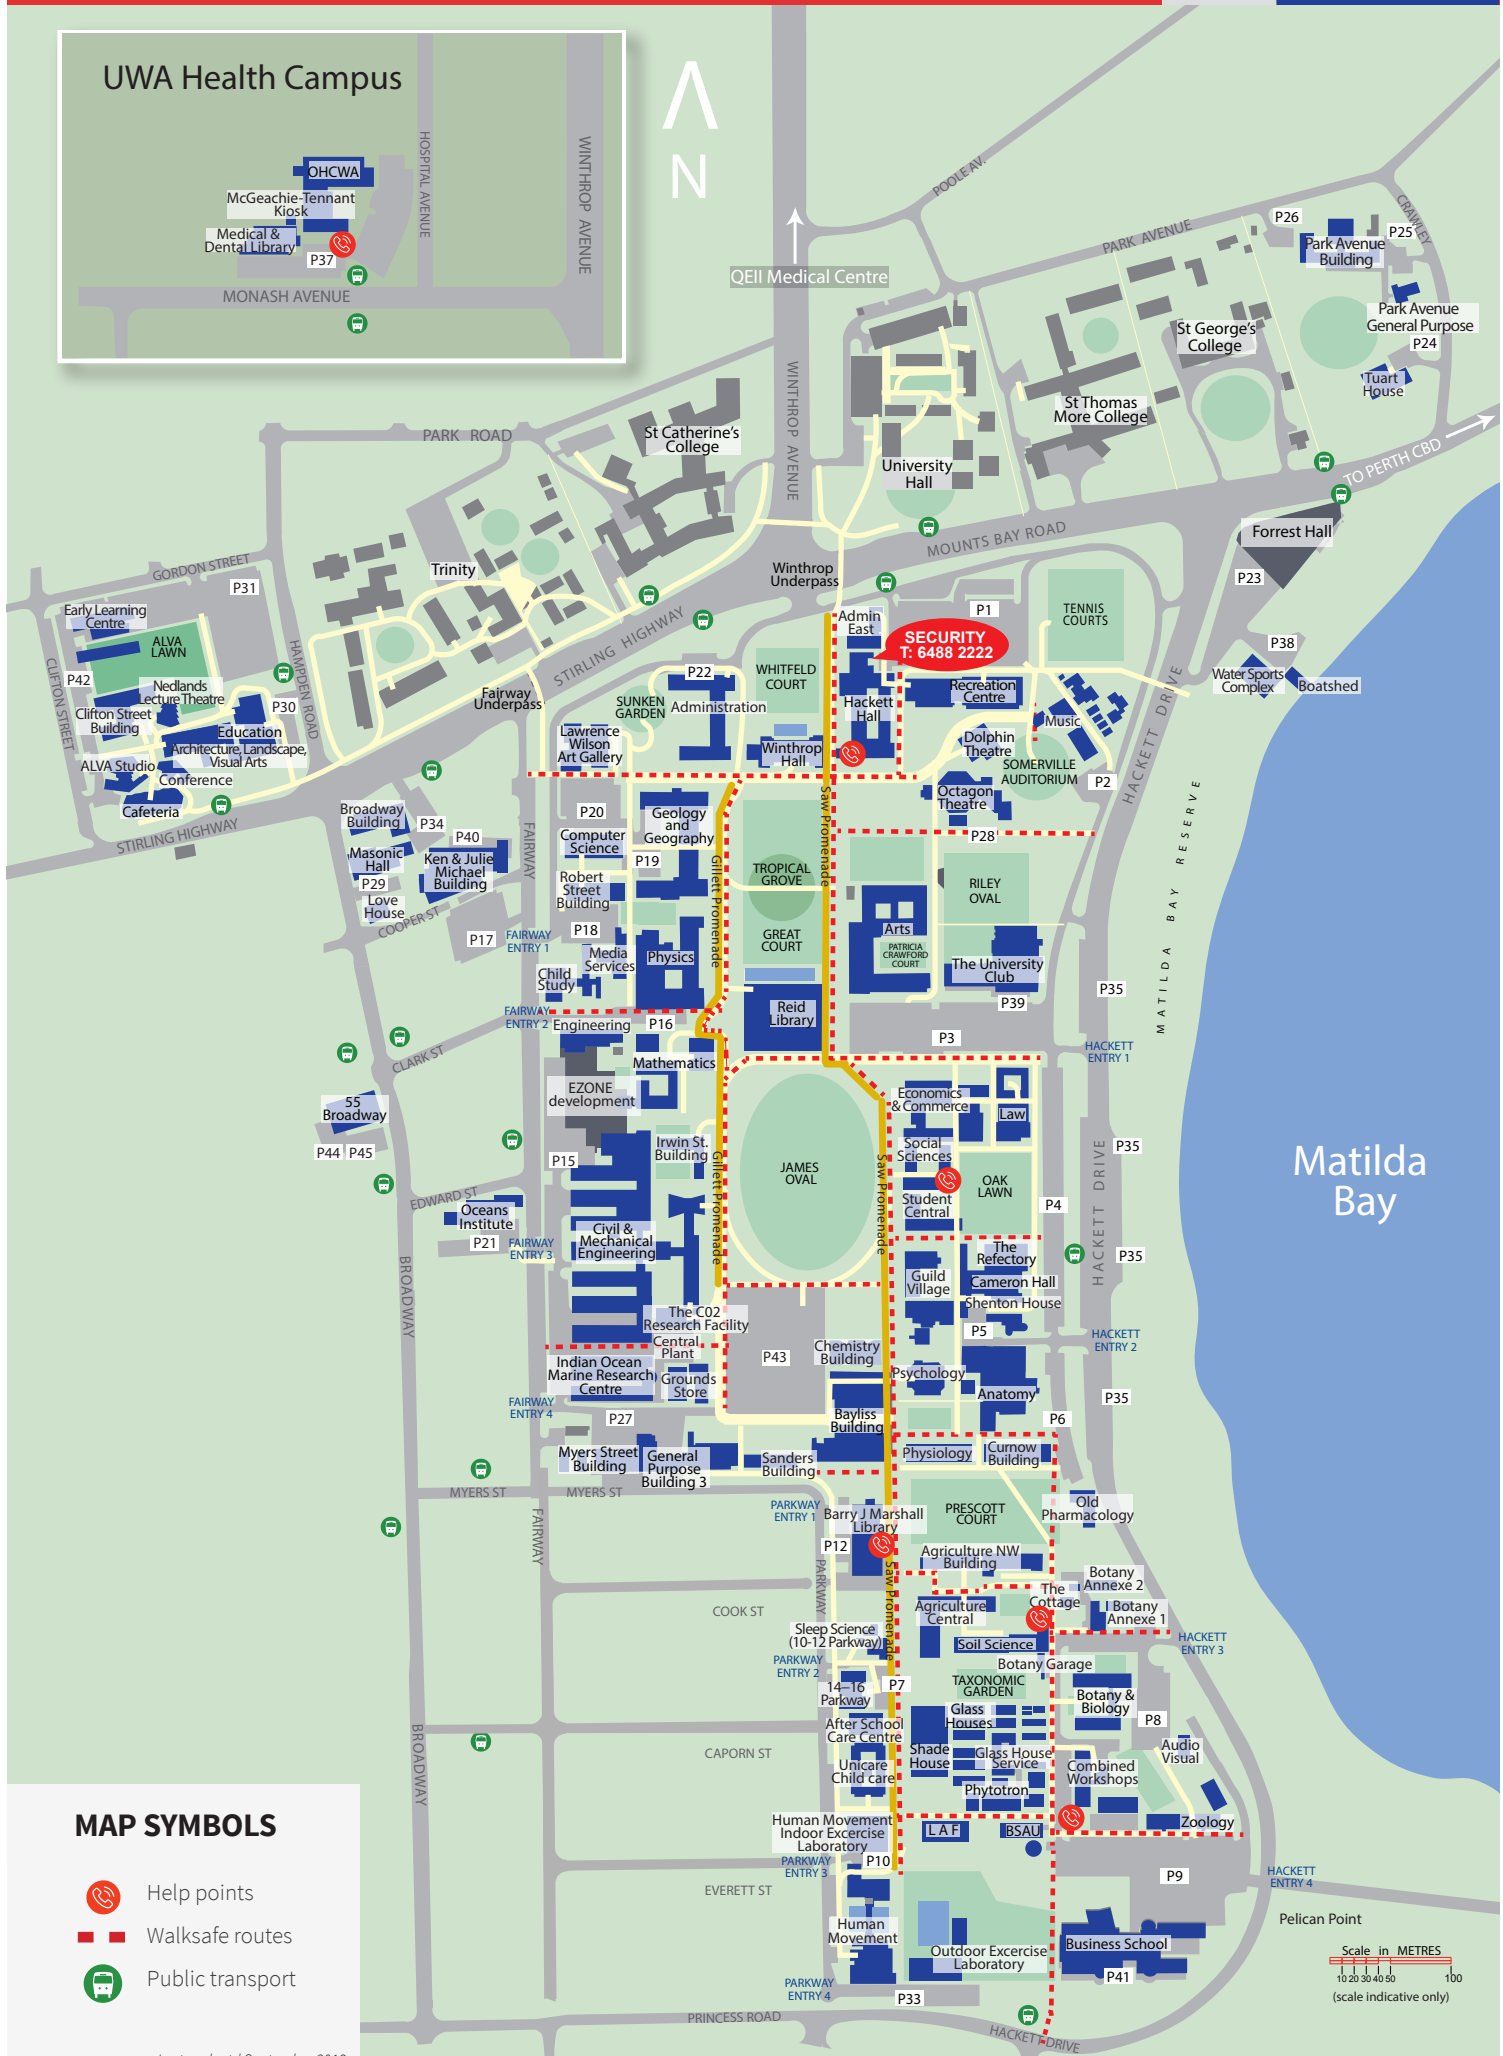 UWA Health Campus
OHCWA
McGeachie-Tennant
Kiosk
Medical &
Dental Library
P37
MONASH AVENUE
HOSPITAL AVENUE
WINTHROP AVENUE
N
QEII Medical Centre
WINTHROP AVENUE
POOLE AV.
PARK AVENUE
CRAWLEY
P26
P25
Park Avenue
Building
Park Avenue
General Purpose
P24
Tuart
House
St George's
College
St Thomas
More College
University
Hall
St Catherine's
College
PARK ROAD
TO PERTH CBD
MOUNTS BAY ROAD
Forrest Hall
P23
Trinity
GORDON STREET
P31
Winthrop
Underpass
Early Learning
Centre
ALVA
LAWN
CLIFTON STREET
P42
Nedlands
Lecture Theatre
Clifton Street
Building
HAMPDEN ROAD
P30
Education
Architecture, Landscape,
Visual Arts
ALVA Studio
Conference
Cafeteria
STIRLING HIGHWAY
STIRLING HIGHWAY
Fairway
Underpass
Admin
East
SECURITY
T: 6488 2222
P1
TENNIS
COURTS
P38
Water Sports
Complex
Boatshed
HACKETT DRIVE
WHITFELD
COURT
P22
SUNKEN
GARDEN
Administration
Hackett
Hall
Recreation
Centre
Music
Lawrence
Wilson
Art Gallery
Winthrop
Hall
Dolphin
Theatre
SOMERVILLE
AUDITORIUM
P2
Octagon
Theatre
P28
MATILDA BAY RESERVE
Broadway
Building
P34
P40
Masonic
Hall
Ken & Julie
Michael
Building
P29
Love
House
COOPER ST
P17
FAIRWAY
P20
Geology
and
Geography
Computer
Science
P19
Robert
Street
Building
P18
Media
Services
Physics
Child
Study
FAIRWAY
ENTRY 1
FAIRWAY
ENTRY 2
Gillett Promenade
Saw Promenade
TROPICAL
GROVE
GREAT
COURT
Reid
Library
RILEY
OVAL
Arts
PATRICIA
CRAWFORD
COURT
The University
Club
P39
P35
P3
HACKETT
ENTRY 1
Engineering
P16
Mathematics
EZONE
development
CLARK ST
55
Broadway
P44
P45
Irwin St.
Building
P15
Gillett Promenade
JAMES
OVAL
Saw Promenade
Economics
& Commerce
Law
Social
Sciences
OAK
LAWN
Student
Central
P35
P4
HACKETT DRIVE
P35
Matilda
Bay
EDWARD ST
Oceans
Institute
P21
FAIRWAY
ENTRY 3
Civil &
Mechanical
Engineering
The
Refectory
Guild
Village
Cameron Hall
Shenton House
P5
HACKETT
ENTRY 2
BROADWAY
The C02
Research Facility
Central
Plant
P43
Chemistry
Building
Indian Ocean
Marine Research
Centre
Grounds
Store
Psychology
Anatomy
P35
FAIRWAY
ENTRY 4
P27
Bayliss
Building
P6
Myers Street
Building
General
Purpose
Building 3
Sanders
Building
Physiology
Curnow
Building
MYERS ST
MYERS ST
FAIRWAY
PARKWAY
ENTRY 1
Barry J Marshall
Library
P12
PRESCOTT
COURT
Old
Pharmacology
Agriculture NW
Building
Botany
Annexe 2
The
Cottage
Botany
Annexe 1
PARKWAY
Saw Promenade
COOK ST
Agriculture
Central
Soil Science
HACKETT
ENTRY 3
Sleep Science
(10-12 Parkway)
PARKWAY
ENTRY 2
Botany Garage
14–16
Parkway
P7
TAXONOMIC
GARDEN
Botany &
Biology
Glass
Houses
P8
After School
Care Centre
CAPORN ST
Shade
House
Glass House
Service
Audio
Visual
Combined
Workshops
Unicare
Child care
Phytotron
BROADWAY
Human Movement
Indoor Excercise
Laboratory
L A F
BSAU
Zoology
PARKWAY
ENTRY 3
P10
P9
HACKETT
ENTRY 4
EVERETT ST
Pelican Point
Human
Movement
Outdoor Excercise
Laboratory
Business School
P41
Scale in METRES
10 20 30 40 50 100
(scale indicative only)
PARKWAY
ENTRY 4
P33
PRINCESS ROAD
HACKETT DRIVE
MAP SYMBOLS
Help points
Walksafe routes
Public transport